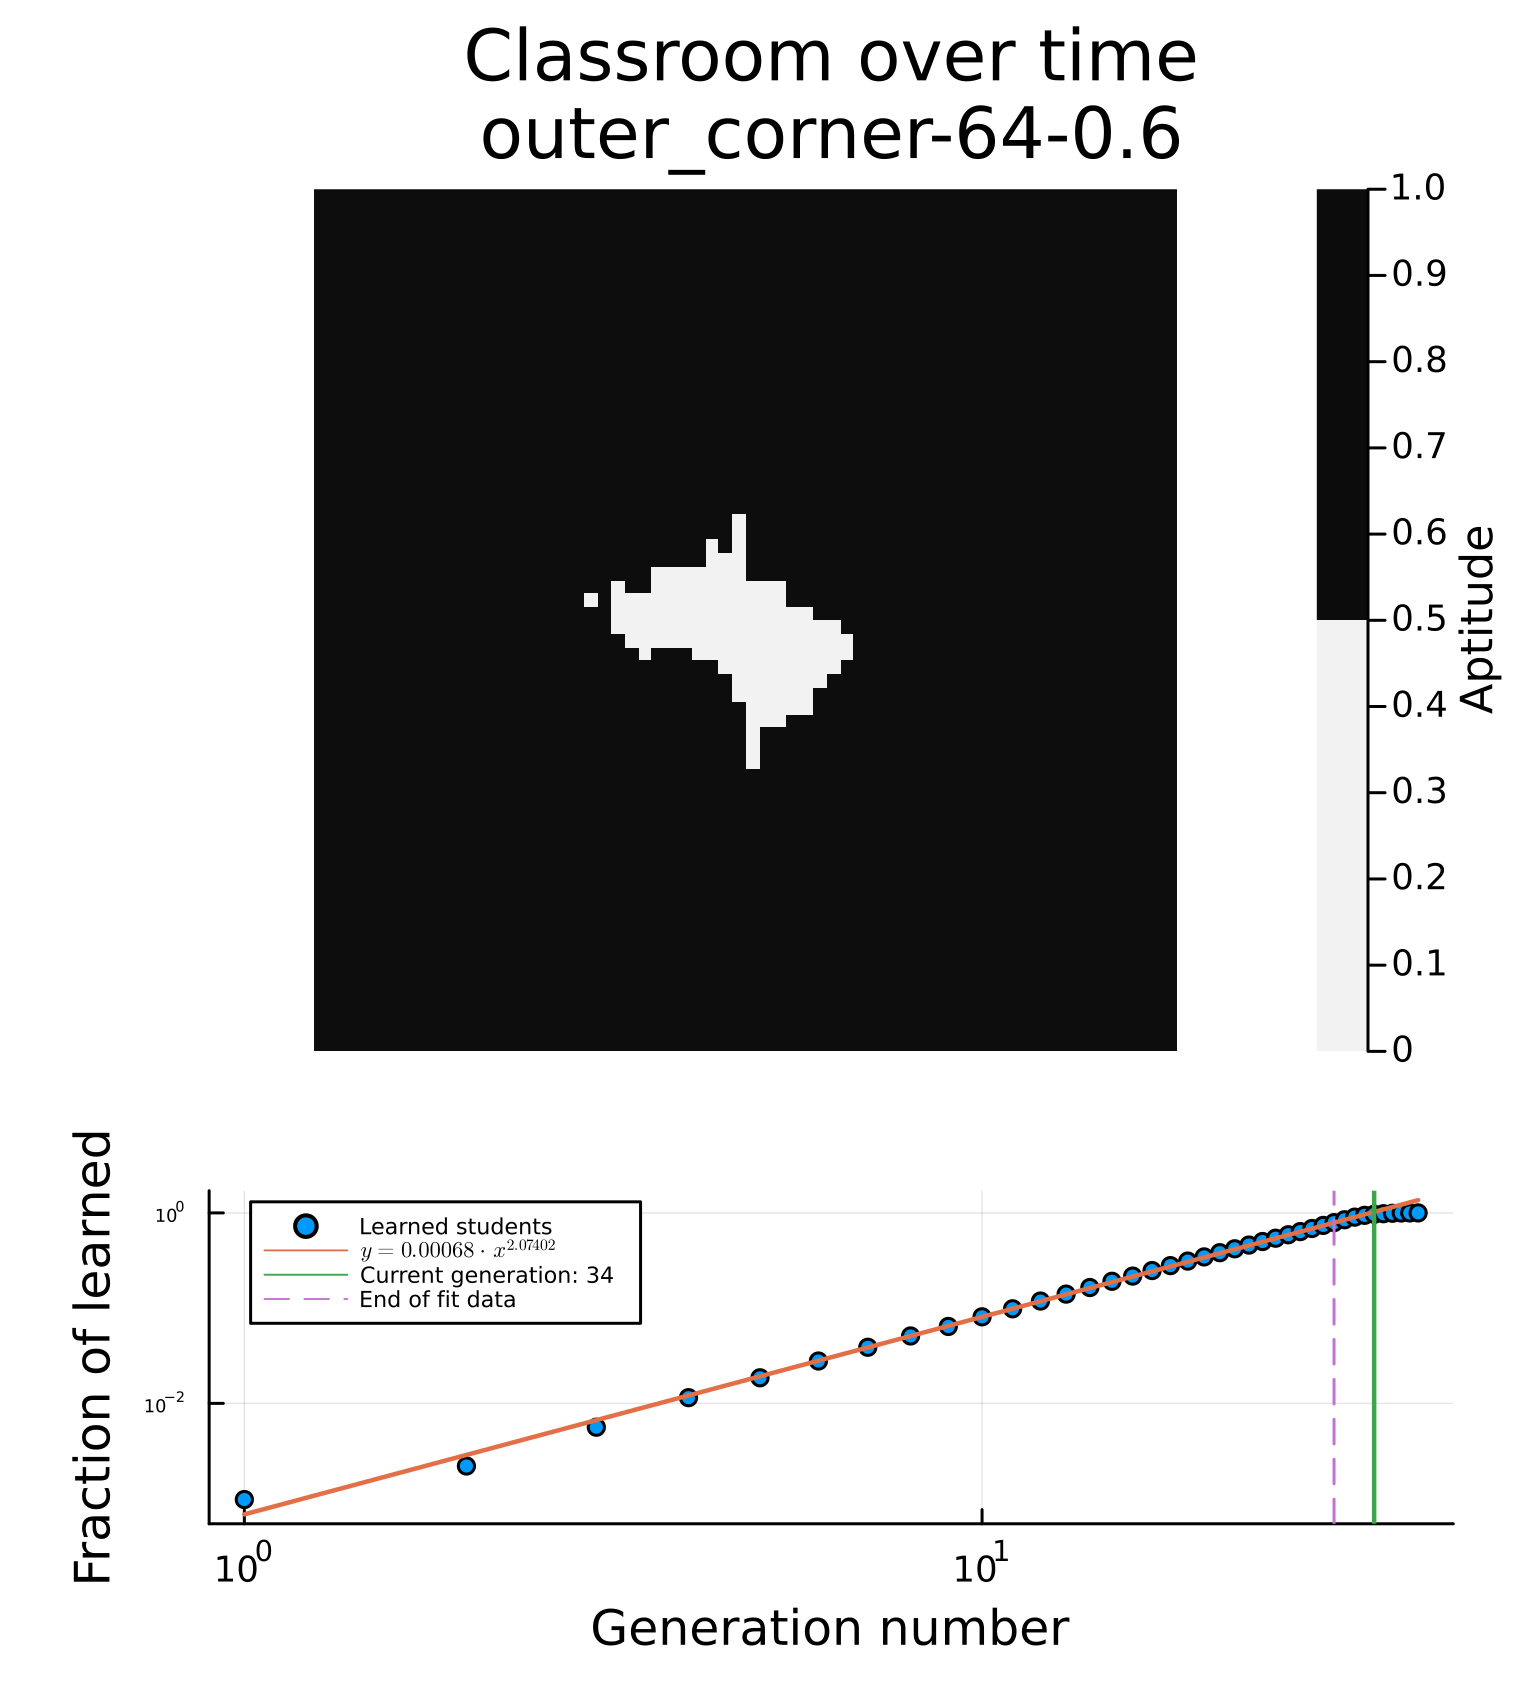 Classroom over time
outer_corner-64-0.6
1.0
0.9
0.8
0.7
0.6
0.5
0.4
0.3
0.2
0.1
0
Aptitude
Fraction of learned
10⁰
10⁻²
Learned students
y = 0.00068 · x^2.07402
Current generation: 34
End of fit data
10⁰
10¹
Generation number